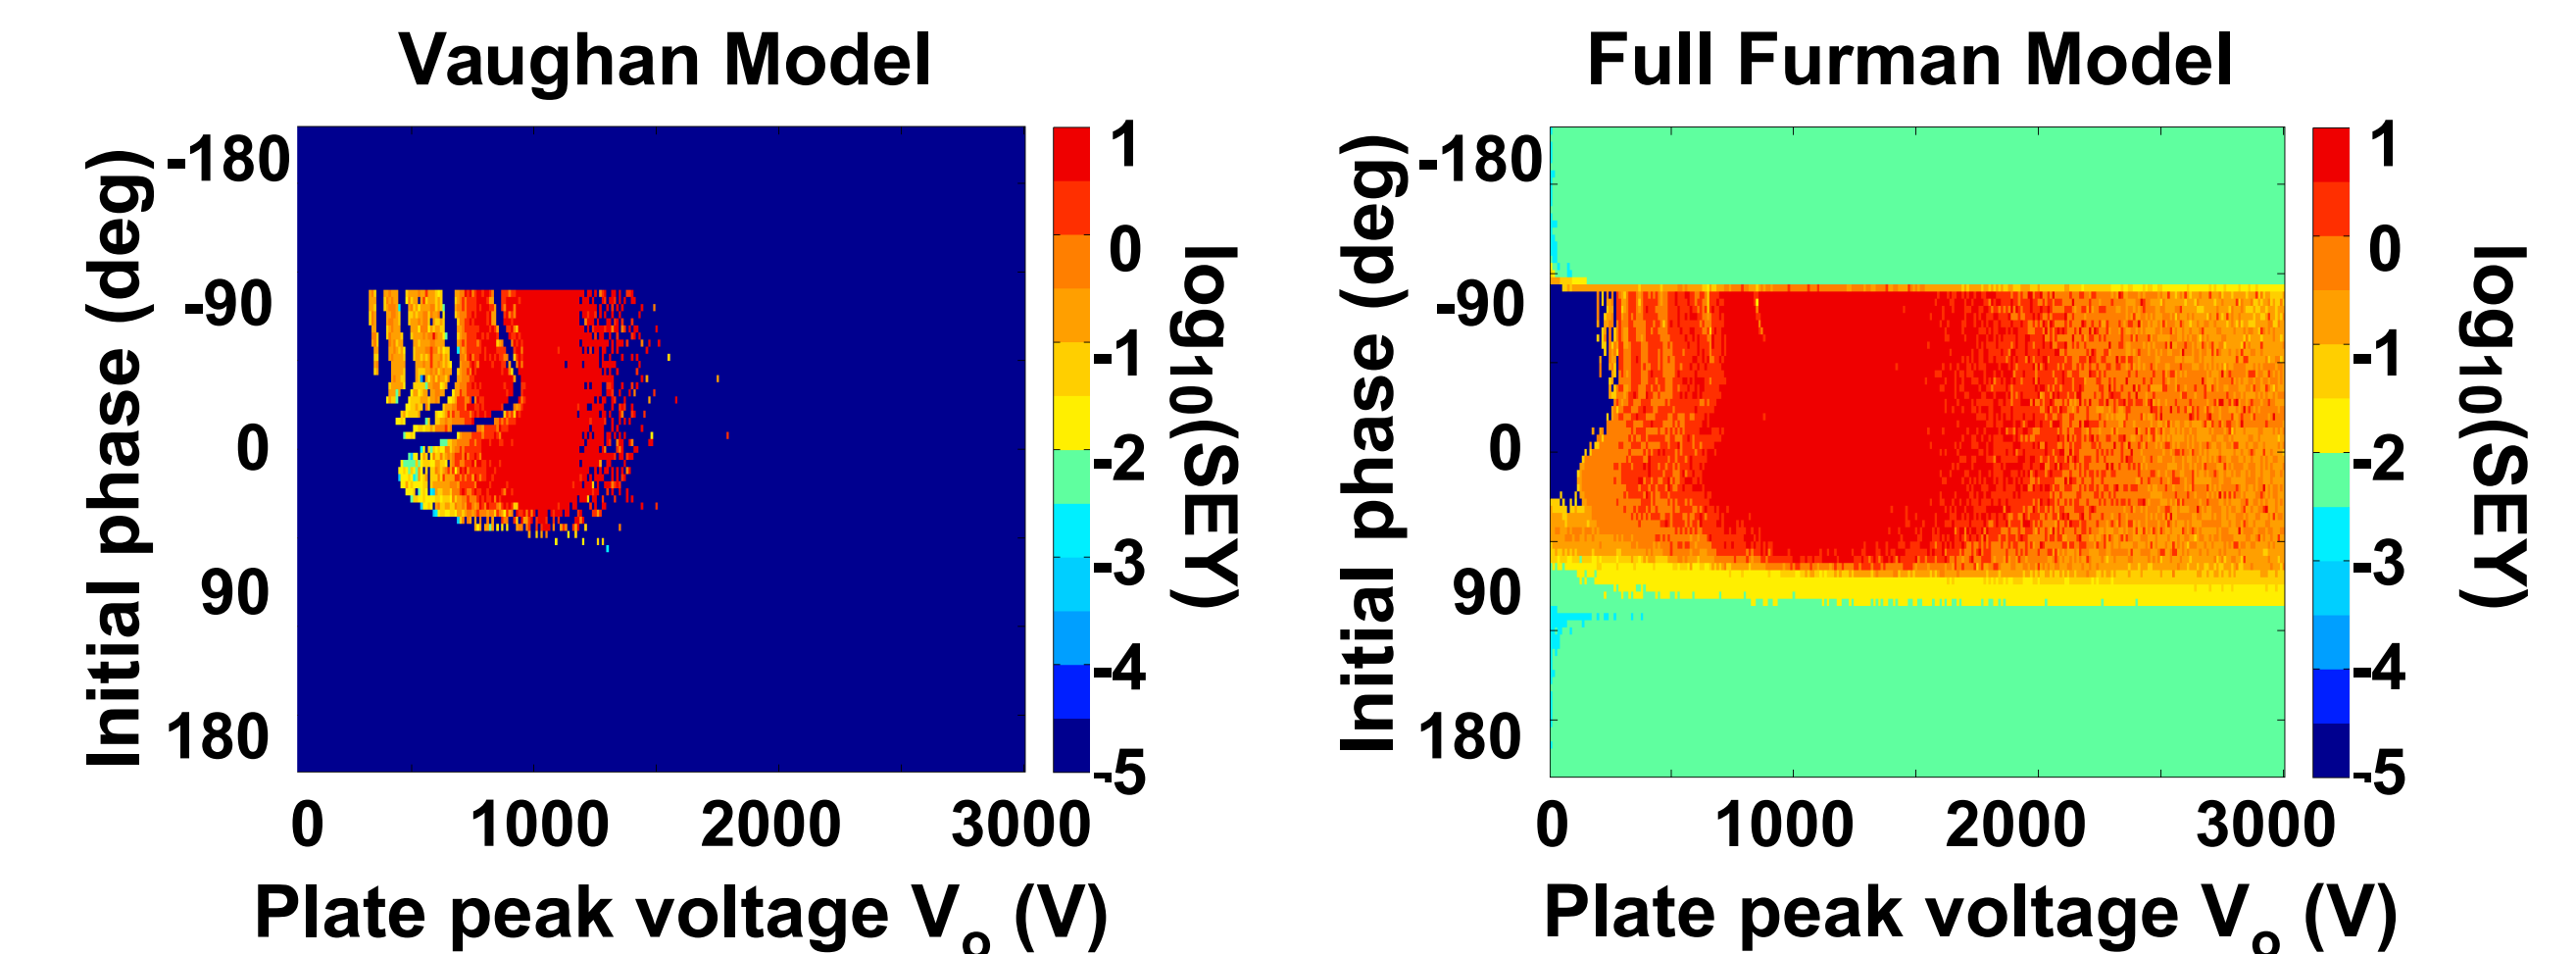 Vaughan Model
Initial phase (deg)
-180
-90
0
90
180
0 1000 2000 3000
Plate peak voltage Vo (V)
1
0
-1
-2
-3
-4
-5
log10(SEY)
Full Furman Model
Initial phase (deg)
-180
-90
0
90
180
0 1000 2000 3000
Plate peak voltage Vo (V)
1
0
-1
-2
-3
-4
-5
log10(SEY)